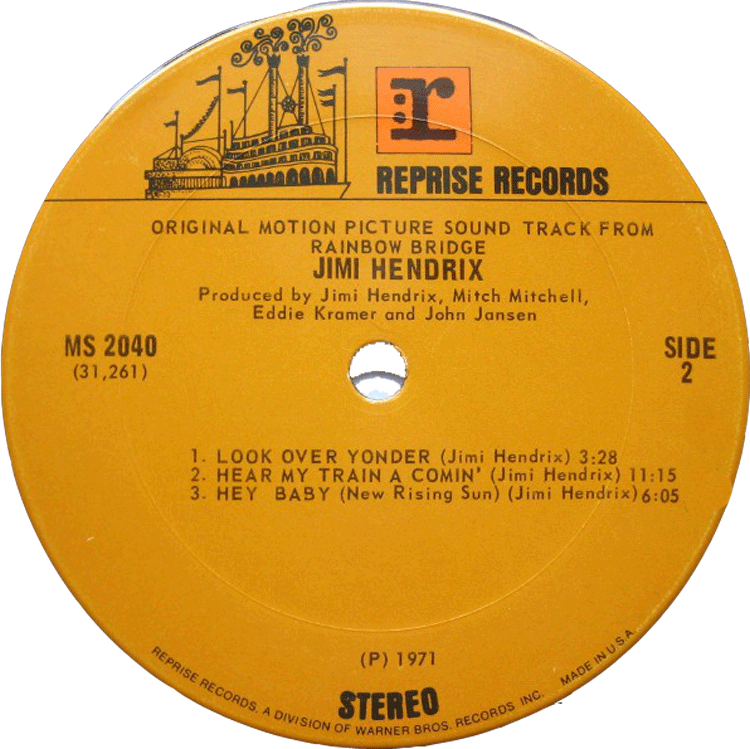 r
REPRISE RECORDS
ORIGINAL MOTION PICTURE SOUND TRACK FROM
RAINBOW BRIDGE
JIMI HENDRIX
Produced by Jimi Hendrix, Mitch Mitchell,
Eddie Kramer and John Jansen
MS 2040
(31,261)
SIDE
2
1. LOOK OVER YONDER (Jimi Hendrix) 3:28
2. HEAR MY TRAIN A COMIN' (Jimi Hendrix) 11:15
3. HEY BABY (New Rising Sun) (Jimi Hendrix) 6:05
(P) 1971
STEREO
REPRISE RECORDS, A DIVISION OF WARNER BROS. RECORDS INC. MADE IN U.S.A.